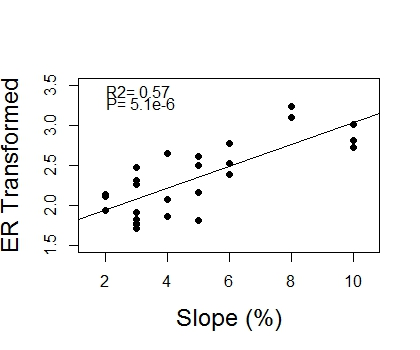 R2= 0.57
P= 5.1e-6
ER Transformed
3.5
3.0
2.5
2.0
1.5
2 4 6 8 10
Slope (%)